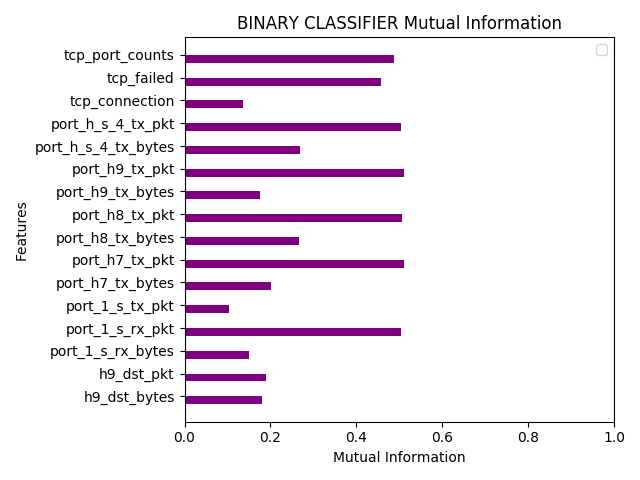 BINARY CLASSIFIER Mutual Information
tcp_port_counts
tcp_failed
tcp_connection
port_h_s_4_tx_pkt
port_h_s_4_tx_bytes
port_h9_tx_pkt
port_h9_tx_bytes
port_h8_tx_pkt
port_h8_tx_bytes
port_h7_tx_pkt
port_h7_tx_bytes
port_1_s_tx_pkt
port_1_s_rx_pkt
port_1_s_rx_bytes
h9_dst_pkt
h9_dst_bytes
Features
0.0 0.2 0.4 0.6 0.8 1.0
Mutual Information